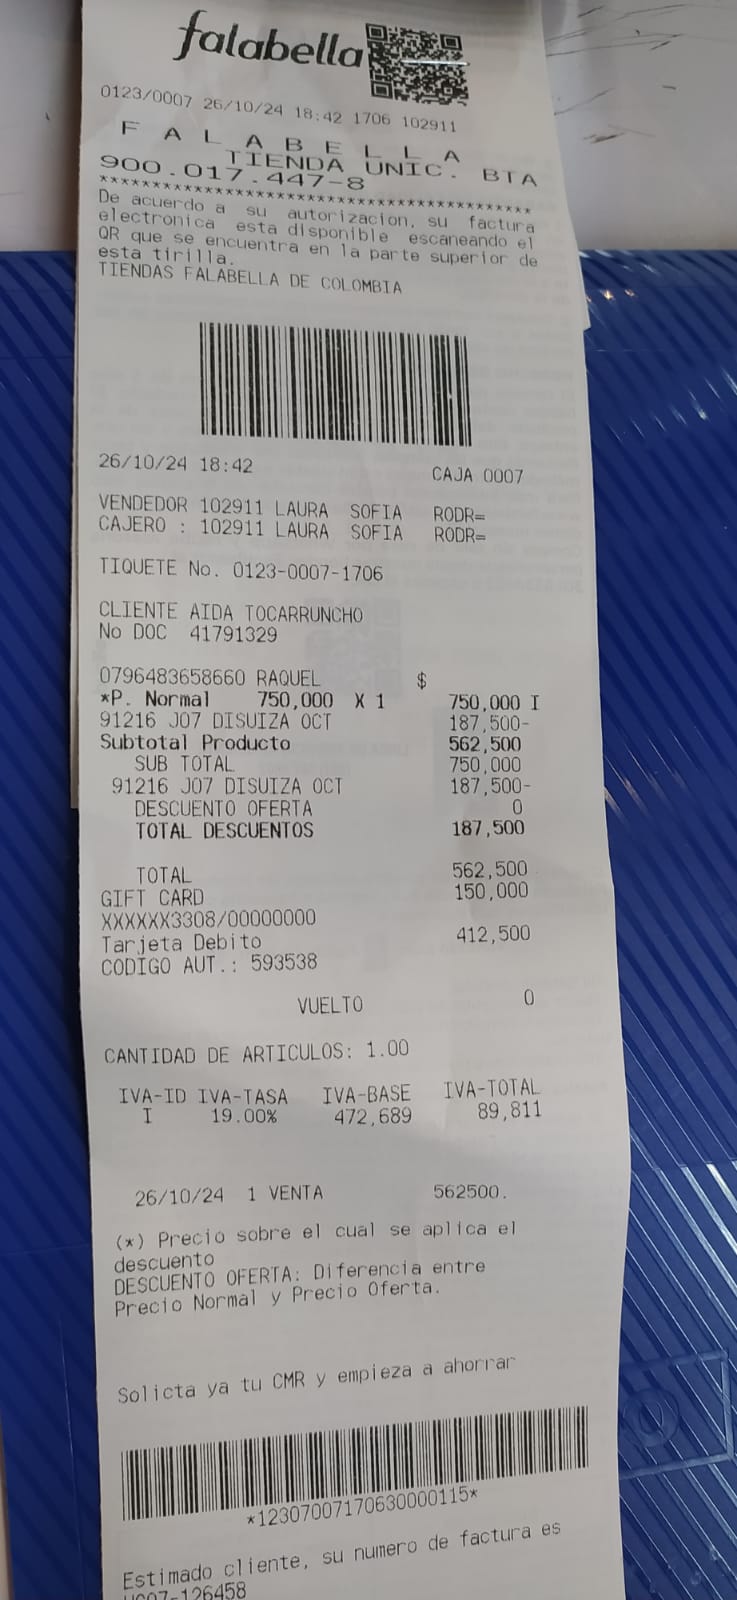 falabella
0123/0007 26/10/24 18:42 1706 102911
F A L A B E L L A
TIENDA UNIC. BTA
900.017.447-8
*****************************************
De acuerdo a su autorizacion, su factura
electronica esta disponible escaneando el
QR que se encuentra en la parte superior de
esta tirilla.
TIENDAS FALABELLA DE COLOMBIA
26/10/24 18:42 CAJA 0007
VENDEDOR 102911 LAURA SOFIA RODR=
CAJERO : 102911 LAURA SOFIA RODR=
TIQUETE No. 0123-0007-1706
CLIENTE AIDA TOCARRUNCHO
No DOC 41791329
0796483658660 RAQUEL $
*P. Normal 750,000 X 1 750,000 I
91216 J07 DISUIZA OCT 187,500-
Subtotal Producto 562,500
SUB TOTAL 750,000
91216 J07 DISUIZA OCT 187,500-
DESCUENTO OFERTA 0
TOTAL DESCUENTOS 187,500
TOTAL 562,500
GIFT CARD 150,000
XXXXXX3308/00000000
Tarjeta Debito 412,500
CODIGO AUT.: 593538
VUELTO 0
CANTIDAD DE ARTICULOS: 1.00
IVA-ID IVA-TASA IVA-BASE IVA-TOTAL
I 19.00% 472,689 89,811
26/10/24 1 VENTA 562500.
(*) Precio sobre el cual se aplica el
descuento
DESCUENTO OFERTA: Diferencia entre
Precio Normal y Precio Oferta.
Solicta ya tu CMR y empieza a ahorrar
*12307007170630000115*
Estimado cliente, su numero de factura es